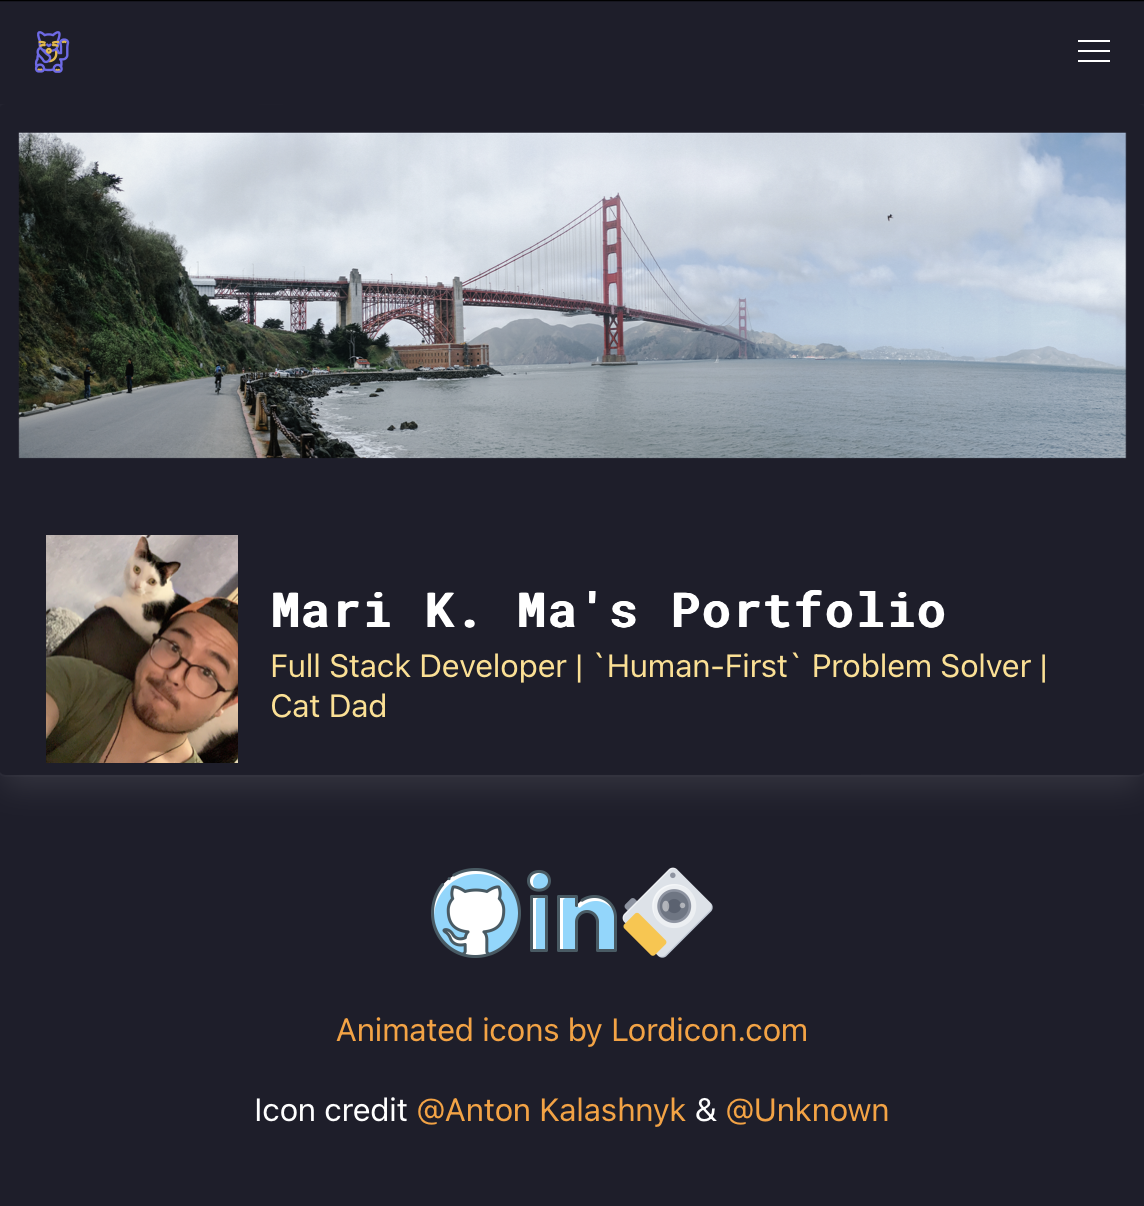 Mari K. Ma's Portfolio
Full Stack Developer | `Human-First` Problem Solver |
Cat Dad
in
Animated icons by Lordicon.com
Icon credit @Anton Kalashnyk & @Unknown